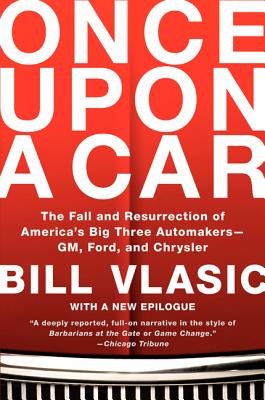 ONCE
UPON
A CAR
The Fall and Resurrection of
America's Big Three Automakers—
GM, Ford, and Chrysler
BILL VLASIC
WITH A NEW EPILOGUE
"A deeply reported, full-on narrative in the style of
Barbarians at the Gate or Game Change."
—Chicago Tribune